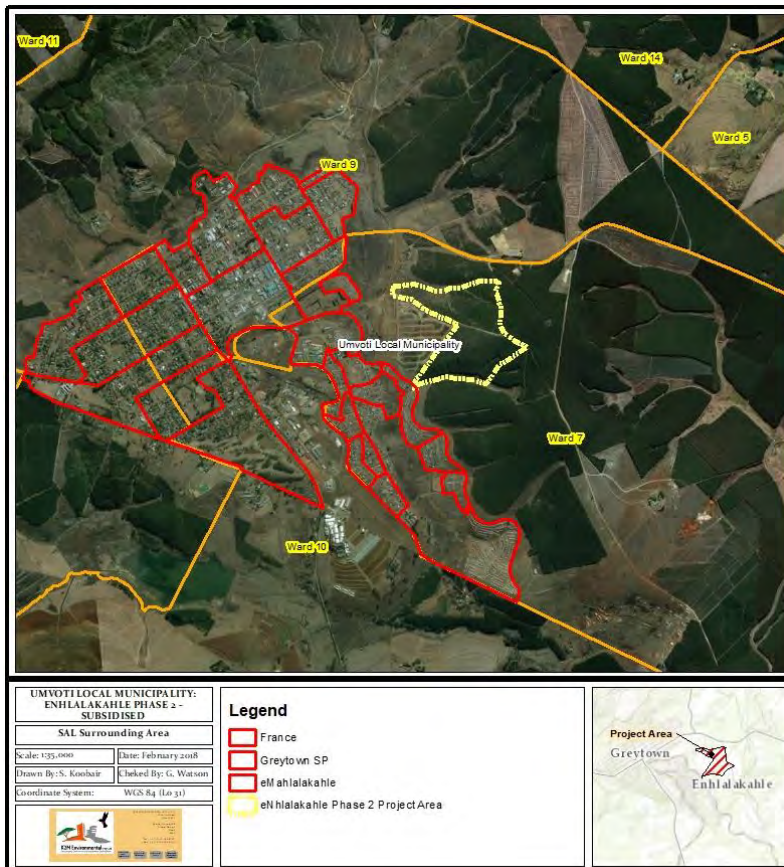 Ward 11
Ward 14
Ward 5
Ward 9
Umvoti Local Municipality
Ward 7
Ward 10
UMVOTI LOCAL MUNICIPALITY:
ENHLALAKAHLE PHASE 2 -
SUBSIDISED
SAL Surrounding Area
Scale: 1:35,000
Date: February 2018
Drawn By: S. Koobair
Cheked By: G. Watson
Coordinate System:
WGS 84 (Lo 31)
Environmental
Legend
France
Greytown SP
eMahlalakahle
eNhlalakahle Phase 2 Project Area
Project Area
Greytown
Enhlalakahle